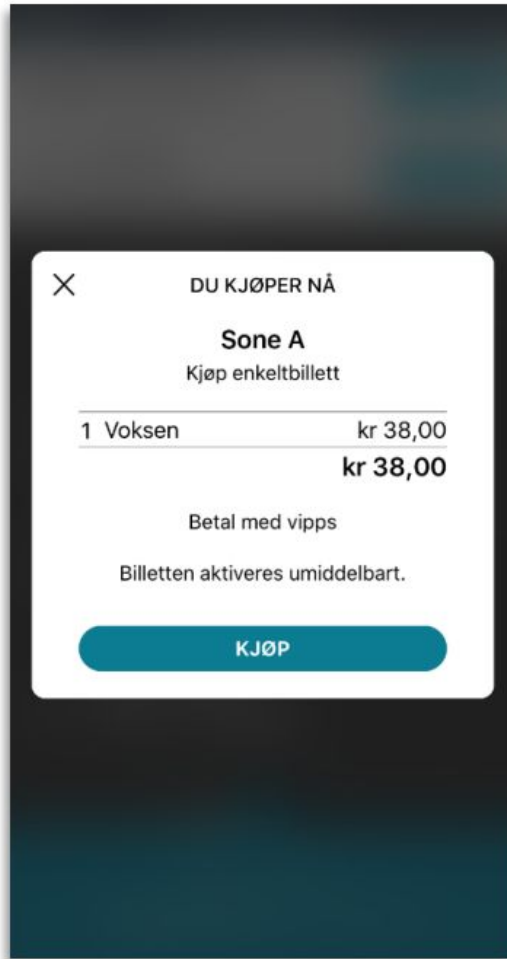 DU KJØPER NÅ
Sone A
Kjøp enkeltbillett
1 Voksen kr 38,00
kr 38,00
Betal med vipps
Billetten aktiveres umiddelbart.
KJØP